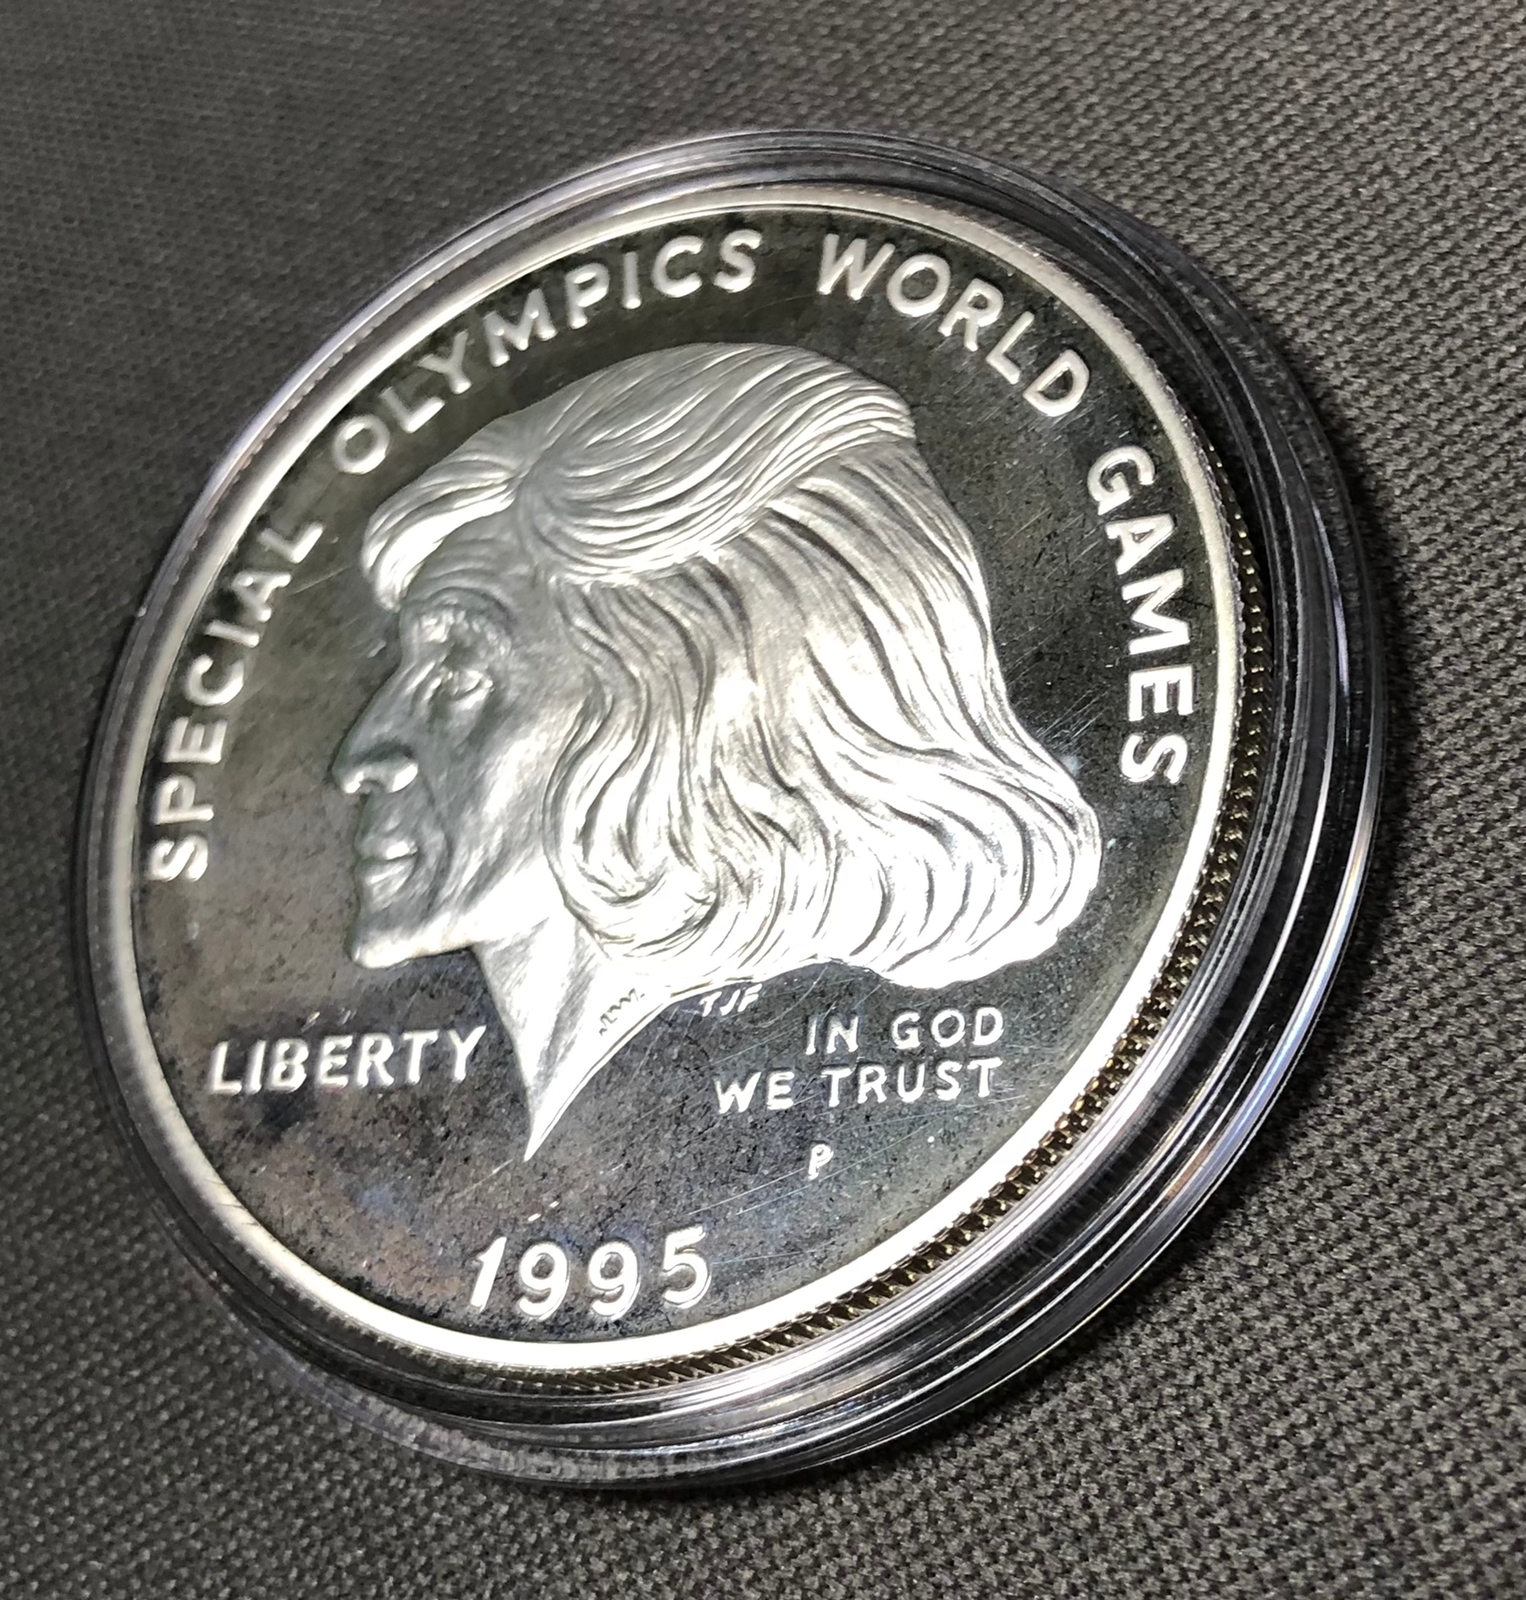 SPECIAL OLYMPICS WORLD GAMES
LIBERTY
TJF
IN GOD
WE TRUST
P
1995